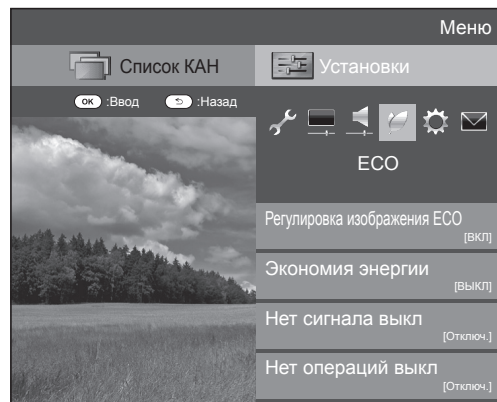 Меню
Список КАН
Установки
OK :Ввод :Назад
ECO
Регулировка изображения ECO
[ВКЛ]
Экономия энергии
[ВЫКЛ]
Нет сигнала выкл
[Отключ.]
Нет операций выкл
[Отключ.]